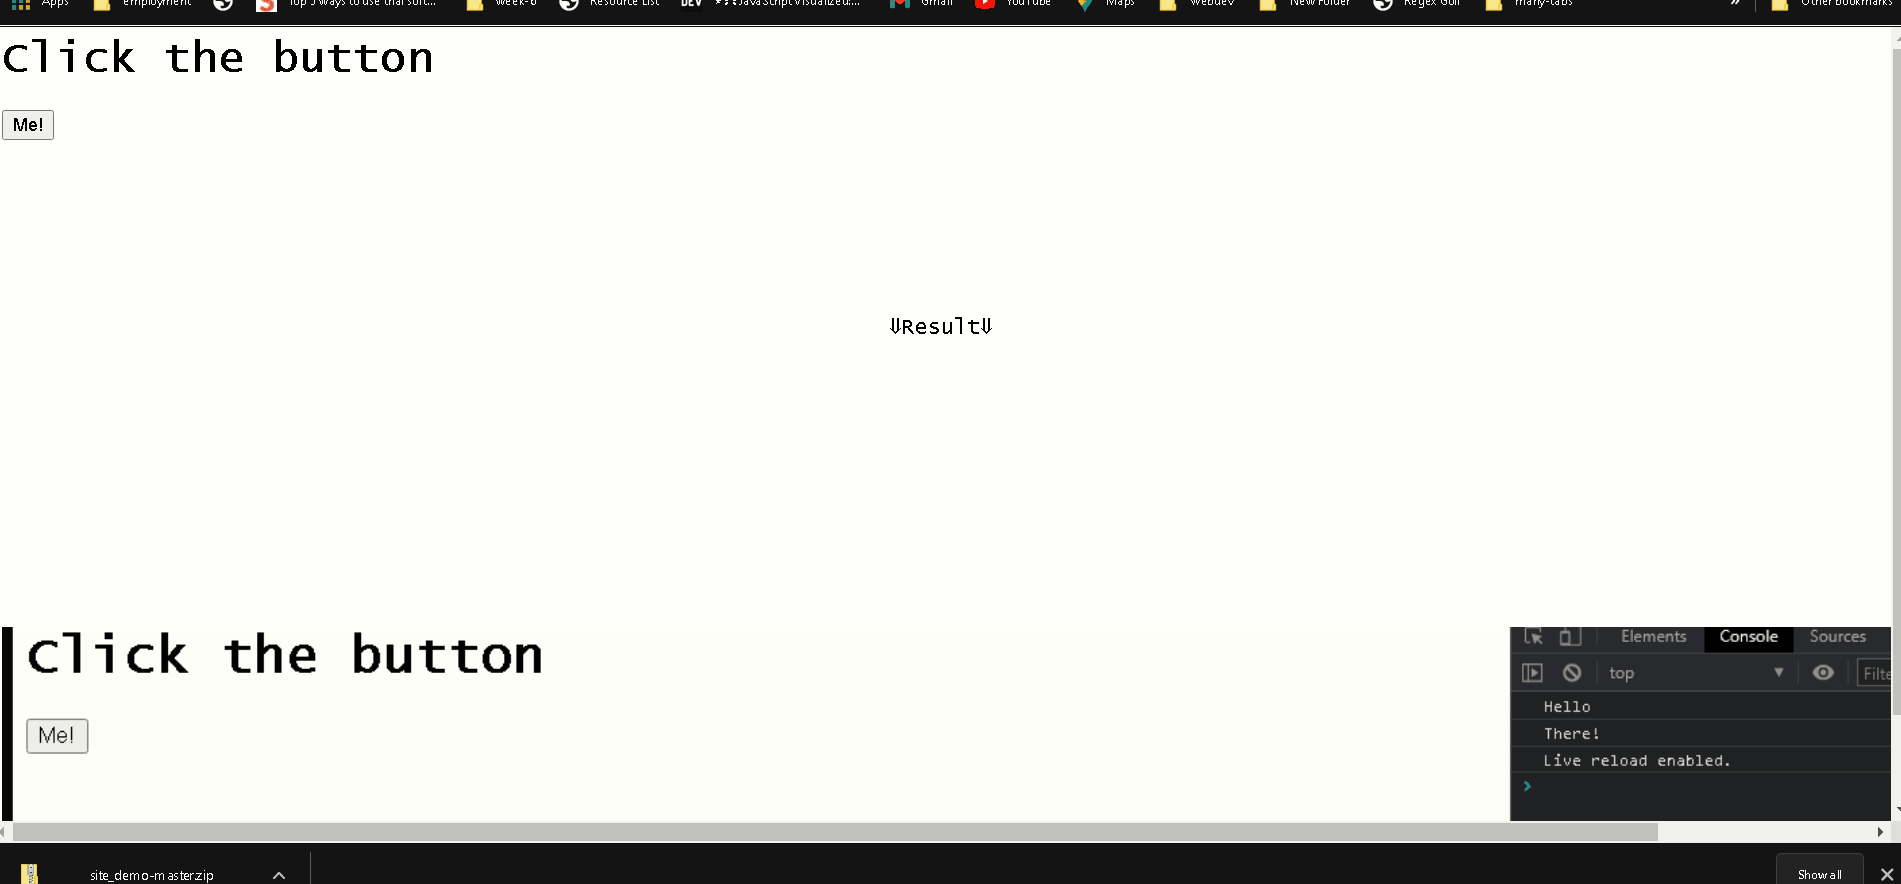 Apps employment Top 5 ways to use trial soft... week-6 Resource List DEV JavaScript Visualized:... Gmail YouTube Maps webdev New Folder Regex Golf many-tabs » Other bookmarks
Click the button
Me!
⇓Result⇓
Click the button
Me!
Elements Console Sources
top ▼ Filte
Hello
There!
Live reload enabled.
>
site_demo-master.zip
Show all